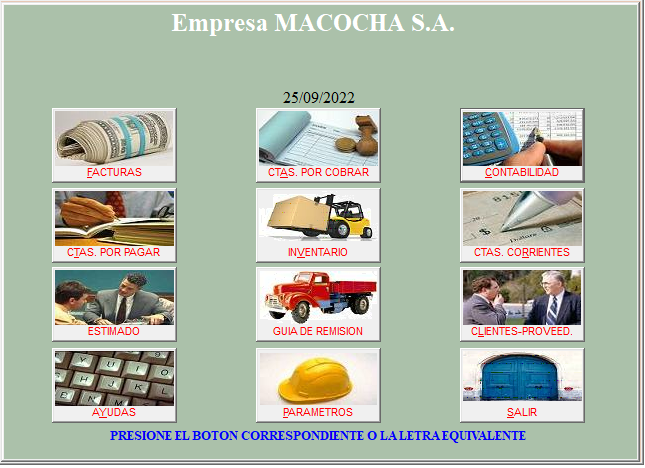 Empresa MACOCHA S.A.
25/09/2022
FACTURAS
CTAS. POR COBRAR
CONTABILIDAD
CTAS. POR PAGAR
INVENTARIO
CTAS. CORRIENTES
ESTIMADO
GUIA DE REMISION
CLIENTES-PROVEED.
AYUDAS
PARAMETROS
SALIR
PRESIONE EL BOTON CORRESPONDIENTE O LA LETRA EQUIVALENTE